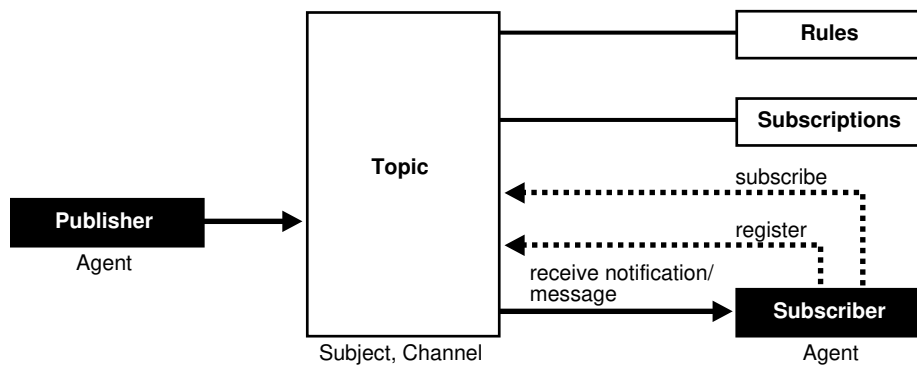 Rules
Subscriptions
Topic
subscribe
Publisher
register
Agent
receive notification/
message
Subscriber
Subject, Channel
Agent